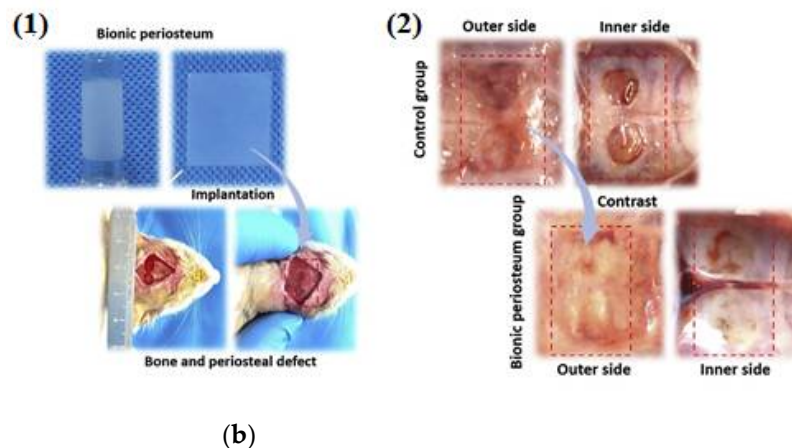 (1)
Bionic periosteum
Implantation
Bone and periosteal defect
(2)
Outer side Inner side
Control group
Contrast
Bionic periosteum group
Outer side Inner side
(b)